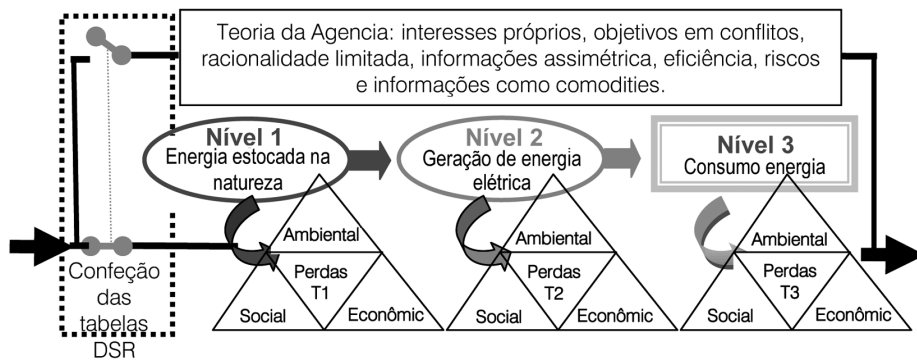 Teoria da Agencia: interesses próprios, objetivos em conflitos,
racionalidade limitada, informações assimétrica, eficiência, riscos
e informações como comodities.
Nível 1
Energia estocada na
natureza
Nível 2
Geração de energia
elétrica
Nível 3
Consumo energia
Ambiental
Perdas
T1
Social
Econômic
Ambiental
Perdas
T2
Social
Econômic
Ambiental
Perdas
T3
Social
Econômic
Confeção
das
tabelas
DSR